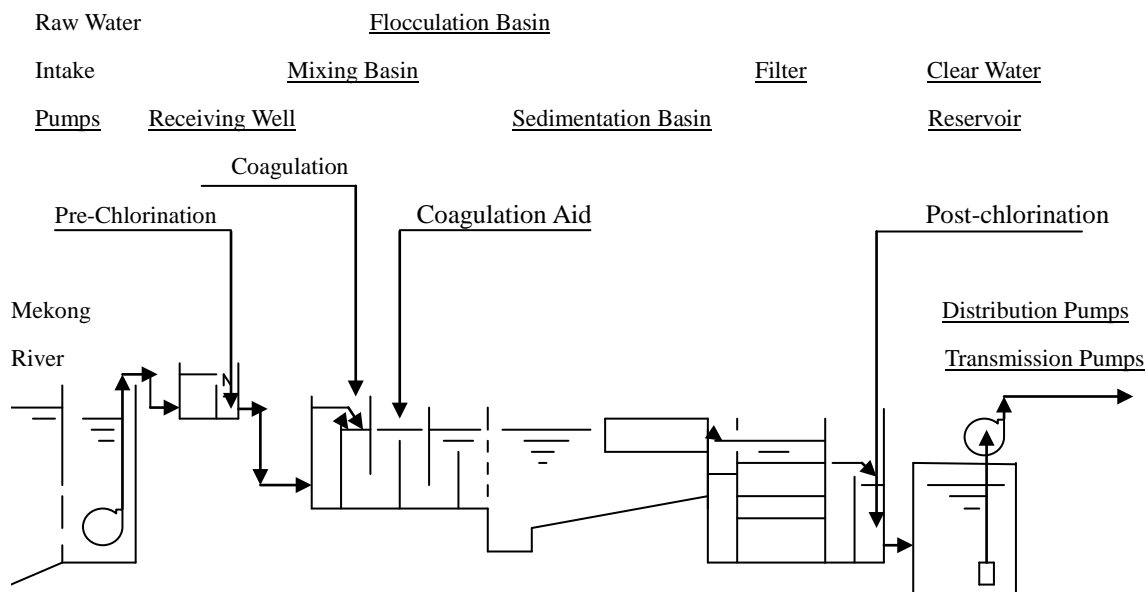 Raw Water
Intake
Pumps
Receiving Well
Mixing Basin
Flocculation Basin
Sedimentation Basin
Filter
Clear Water
Reservoir
Coagulation
Pre-Chlorination
Coagulation Aid
Post-chlorination
Mekong
River
Distribution Pumps
Transmission Pumps